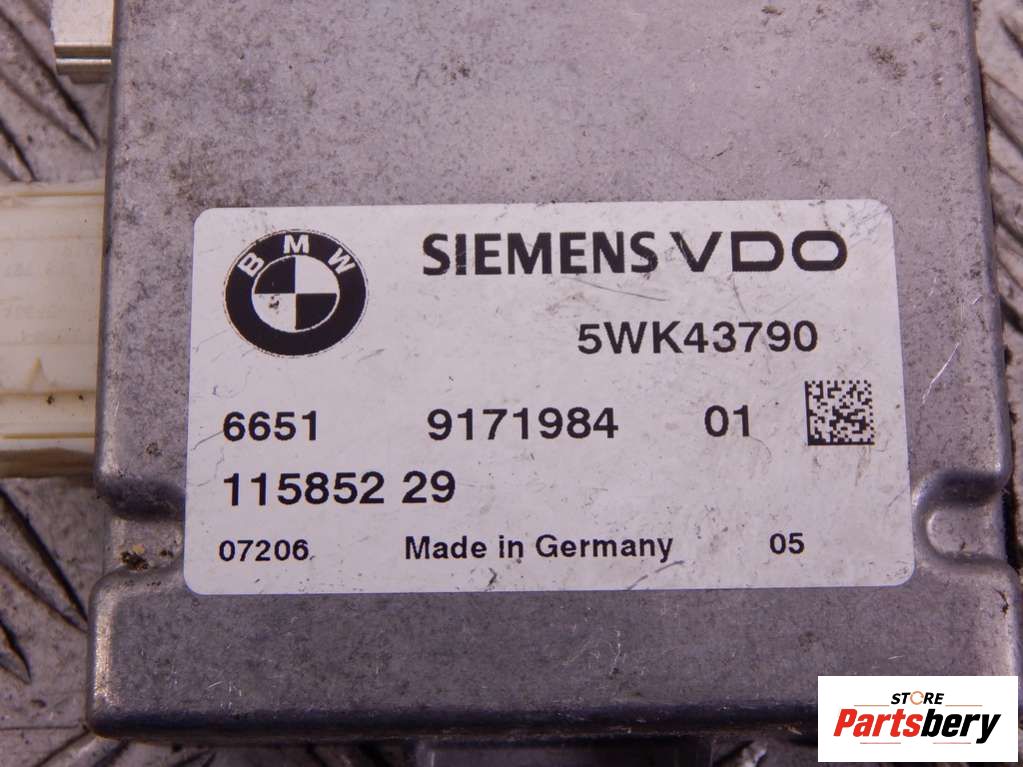 BMW
SIEMENS VDO
5WK43790
6651 9171984 01
115852 29
07206 Made in Germany 05
STORE
Partsbery